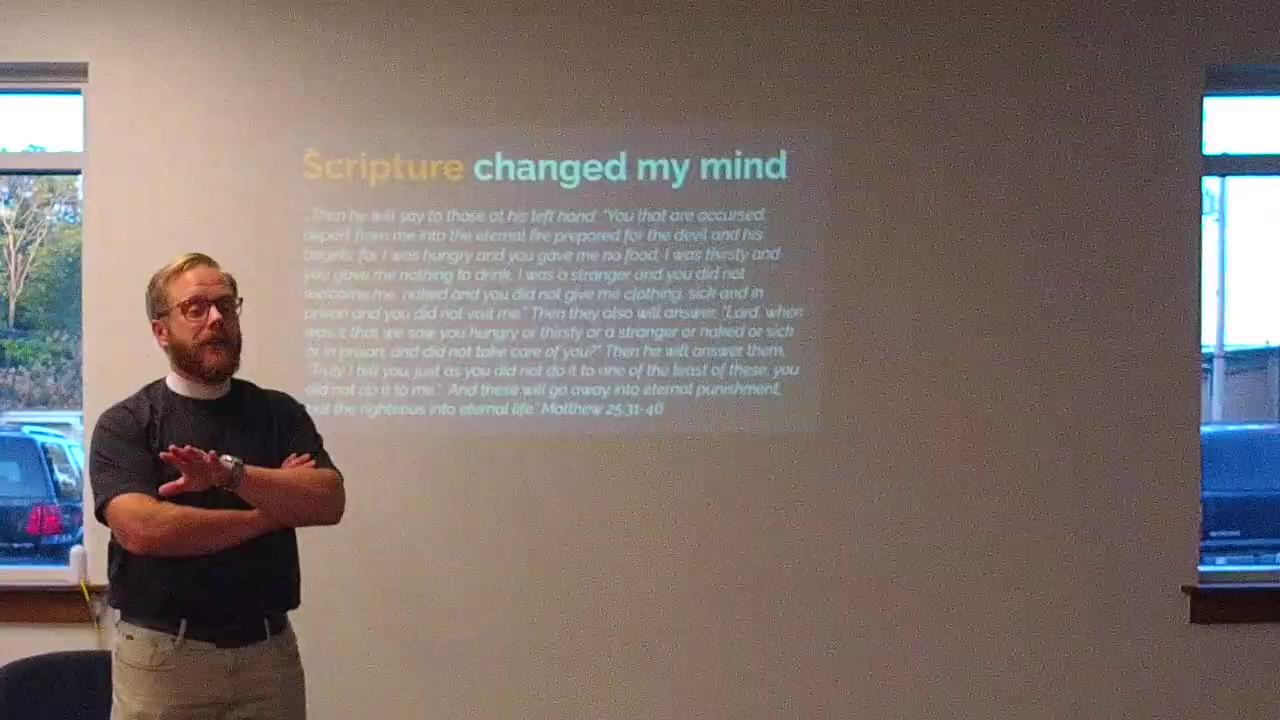 Scripture changed my mind
"Then he will say to those at his left hand, "You that are accursed,
depart from me into the eternal fire prepared for the devil and his
angels; for I was hungry and you gave me no food, I was thirsty and
you gave me nothing to drink, I was a stranger and you did not
welcome me, naked and you did not give me clothing, sick and in
prison and you did not visit me." Then they also will answer, "Lord, when
was it that we saw you hungry or thirsty or a stranger or naked or sick
or in prison, and did not take care of you?" Then he will answer them,
"Truly I tell you, just as you did not do it to one of the least of these, you
did not do it to me." And these will go away into eternal punishment,
but the righteous into eternal life." Matthew 25:31-46